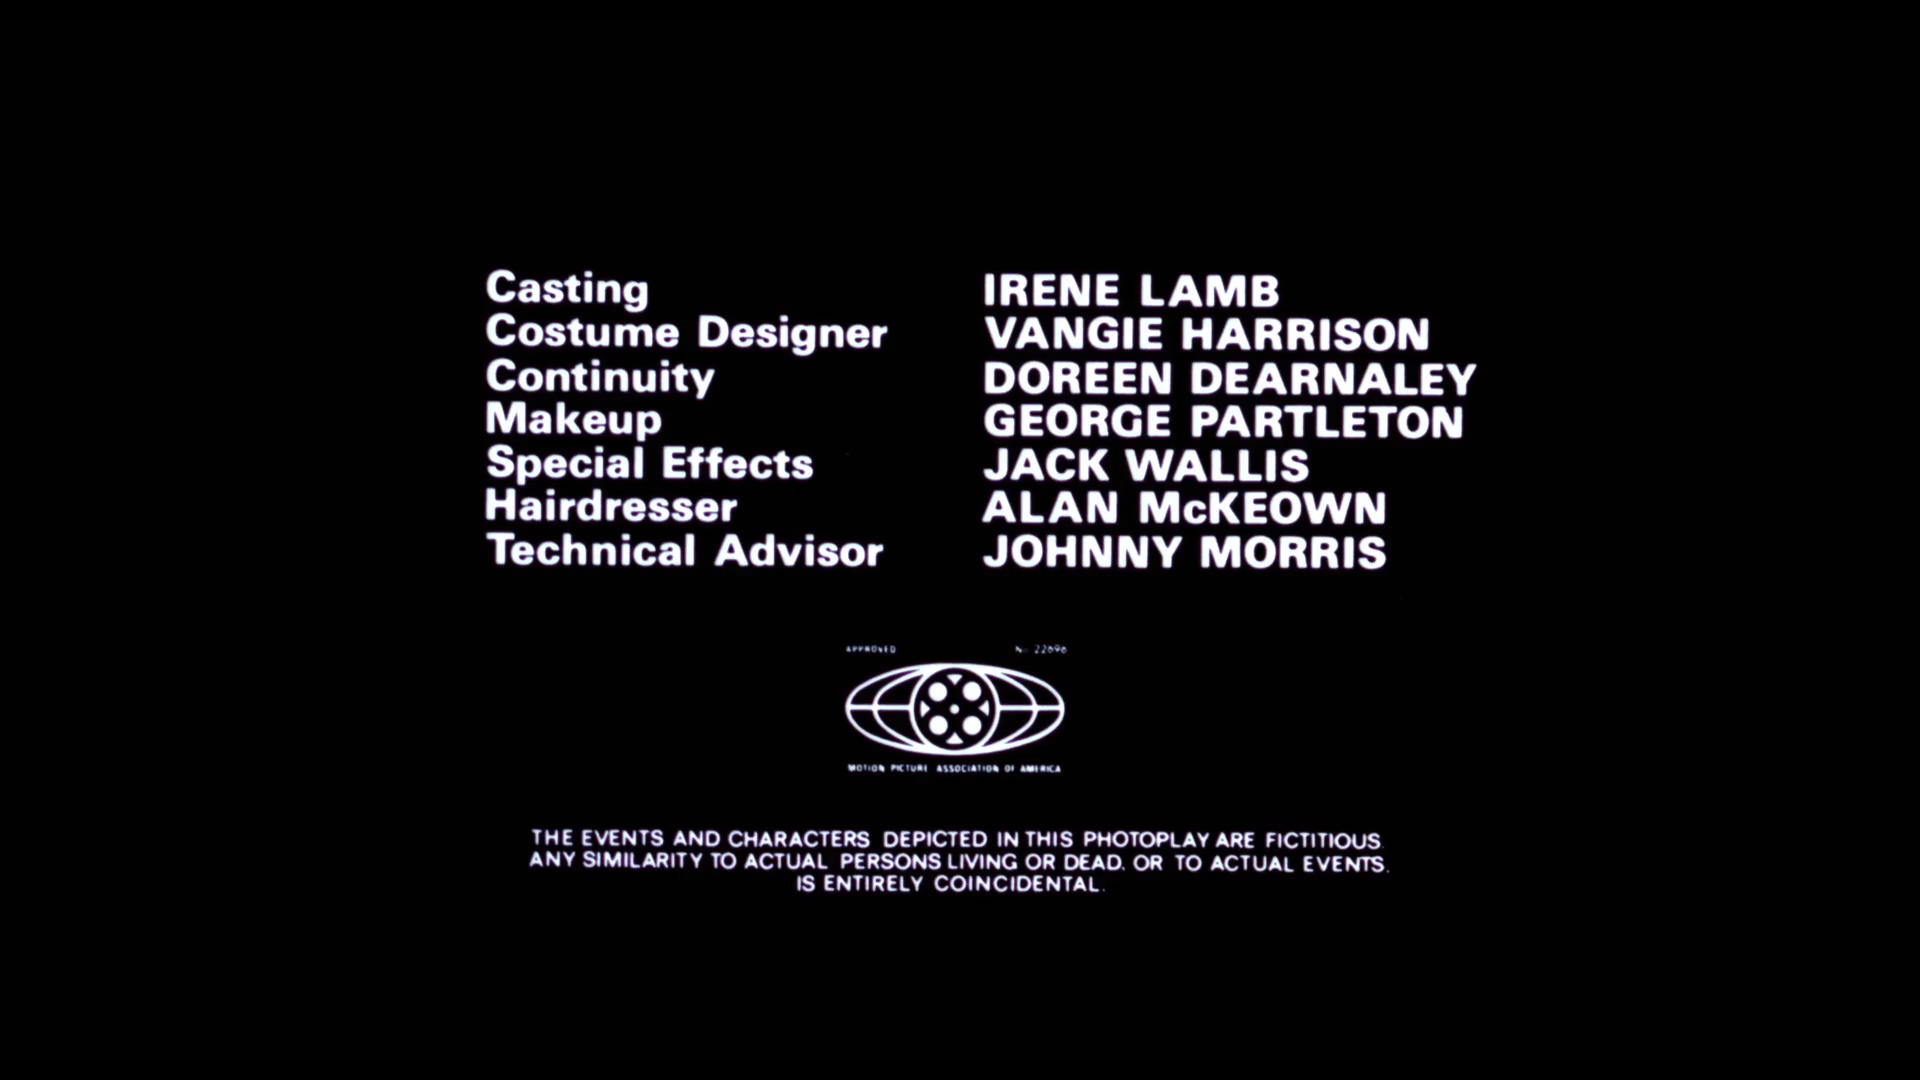 Casting IRENE LAMB
Costume Designer VANGIE HARRISON
Continuity DOREEN DEARNALEY
Makeup GEORGE PARTLETON
Special Effects JACK WALLIS
Hairdresser ALAN McKEOWN
Technical Advisor JOHNNY MORRIS
APPROVED No. 22696
MOTION PICTURE ASSOCIATION OF AMERICA
THE EVENTS AND CHARACTERS DEPICTED IN THIS PHOTOPLAY ARE FICTITIOUS.
ANY SIMILARITY TO ACTUAL PERSONS LIVING OR DEAD, OR TO ACTUAL EVENTS,
IS ENTIRELY COINCIDENTAL.